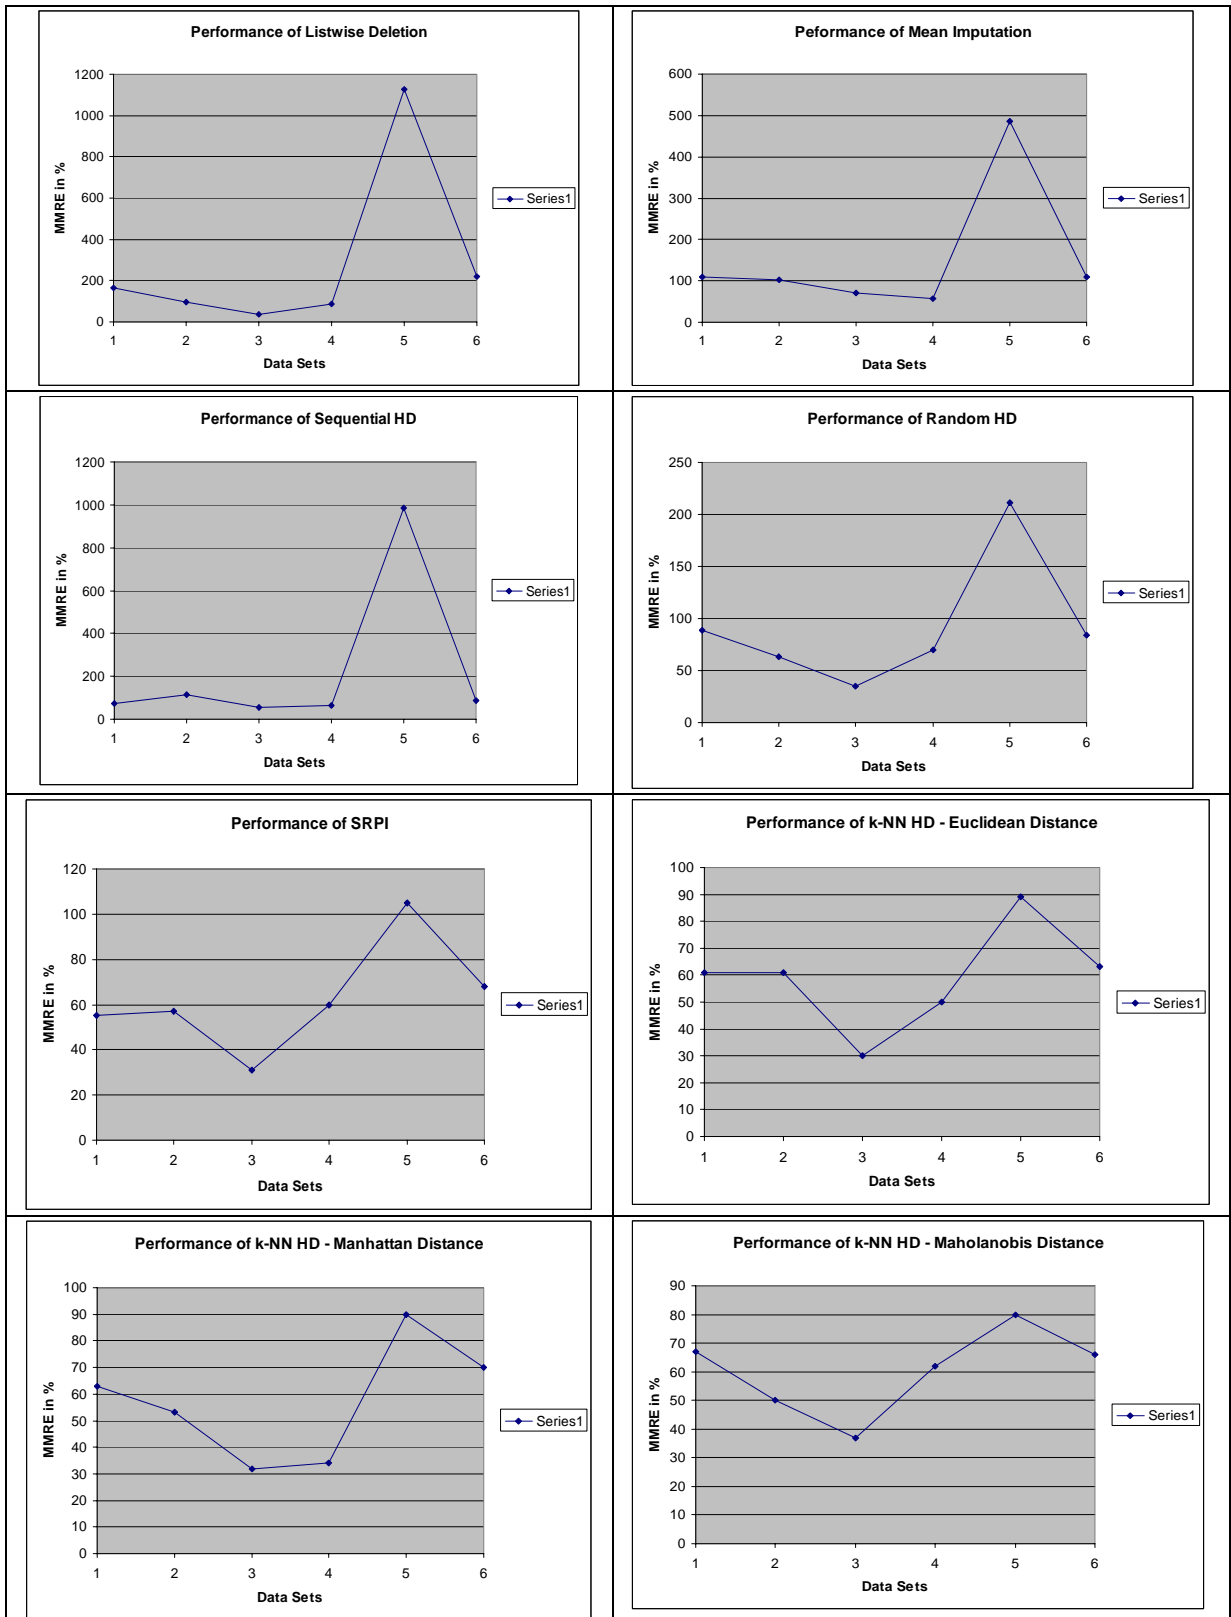 Performance of Listwise Deletion
1200
1000
800
600
400
200
0
MMRE in %
1 2 3 4 5 6
Data Sets
Series1
Peformance of Mean Imputation
600
500
400
300
200
100
0
MMRE in %
1 2 3 4 5 6
Data Sets
Series1
Performance of Sequential HD
1200
1000
800
600
400
200
0
MMRE in %
1 2 3 4 5 6
Data Sets
Series1
Performance of Random HD
250
200
150
100
50
0
MMRE in %
1 2 3 4 5 6
Data Sets
Series1
Performance of SRPI
120
100
80
60
40
20
0
MMRE in %
1 2 3 4 5 6
Data Sets
Series1
Performance of k-NN HD - Euclidean Distance
100
90
80
70
60
50
40
30
20
10
0
MMRE in %
1 2 3 4 5 6
Data Sets
Series1
Performance of k-NN HD - Manhattan Distance
100
90
80
70
60
50
40
30
20
10
0
MMRE in %
1 2 3 4 5 6
Data Sets
Series1
Performance of k-NN HD - Maholanobis Distance
90
80
70
60
50
40
30
20
10
0
MMRE in %
1 2 3 4 5 6
Data Sets
Series1